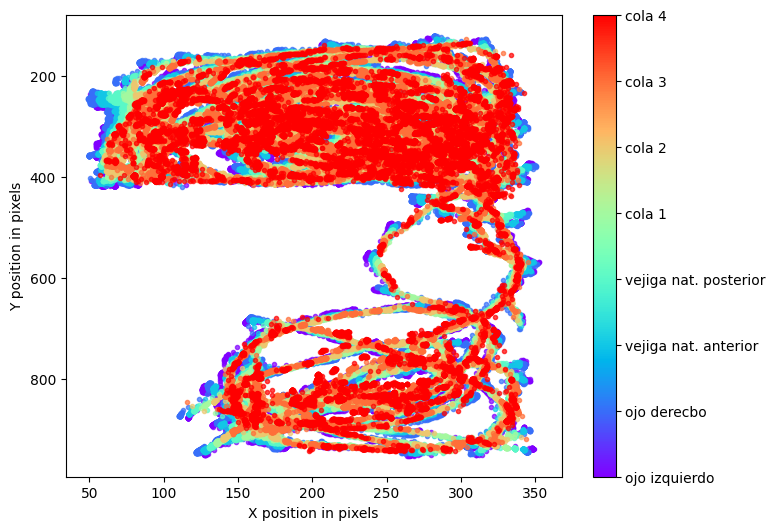 cola 4
cola 3
cola 2
cola 1
vejiga nat. posterior
vejiga nat. anterior
ojo derecbo
ojo izquierdo
200
400
600
800
Y position in pixels
50
100
150
200
250
300
350
X position in pixels